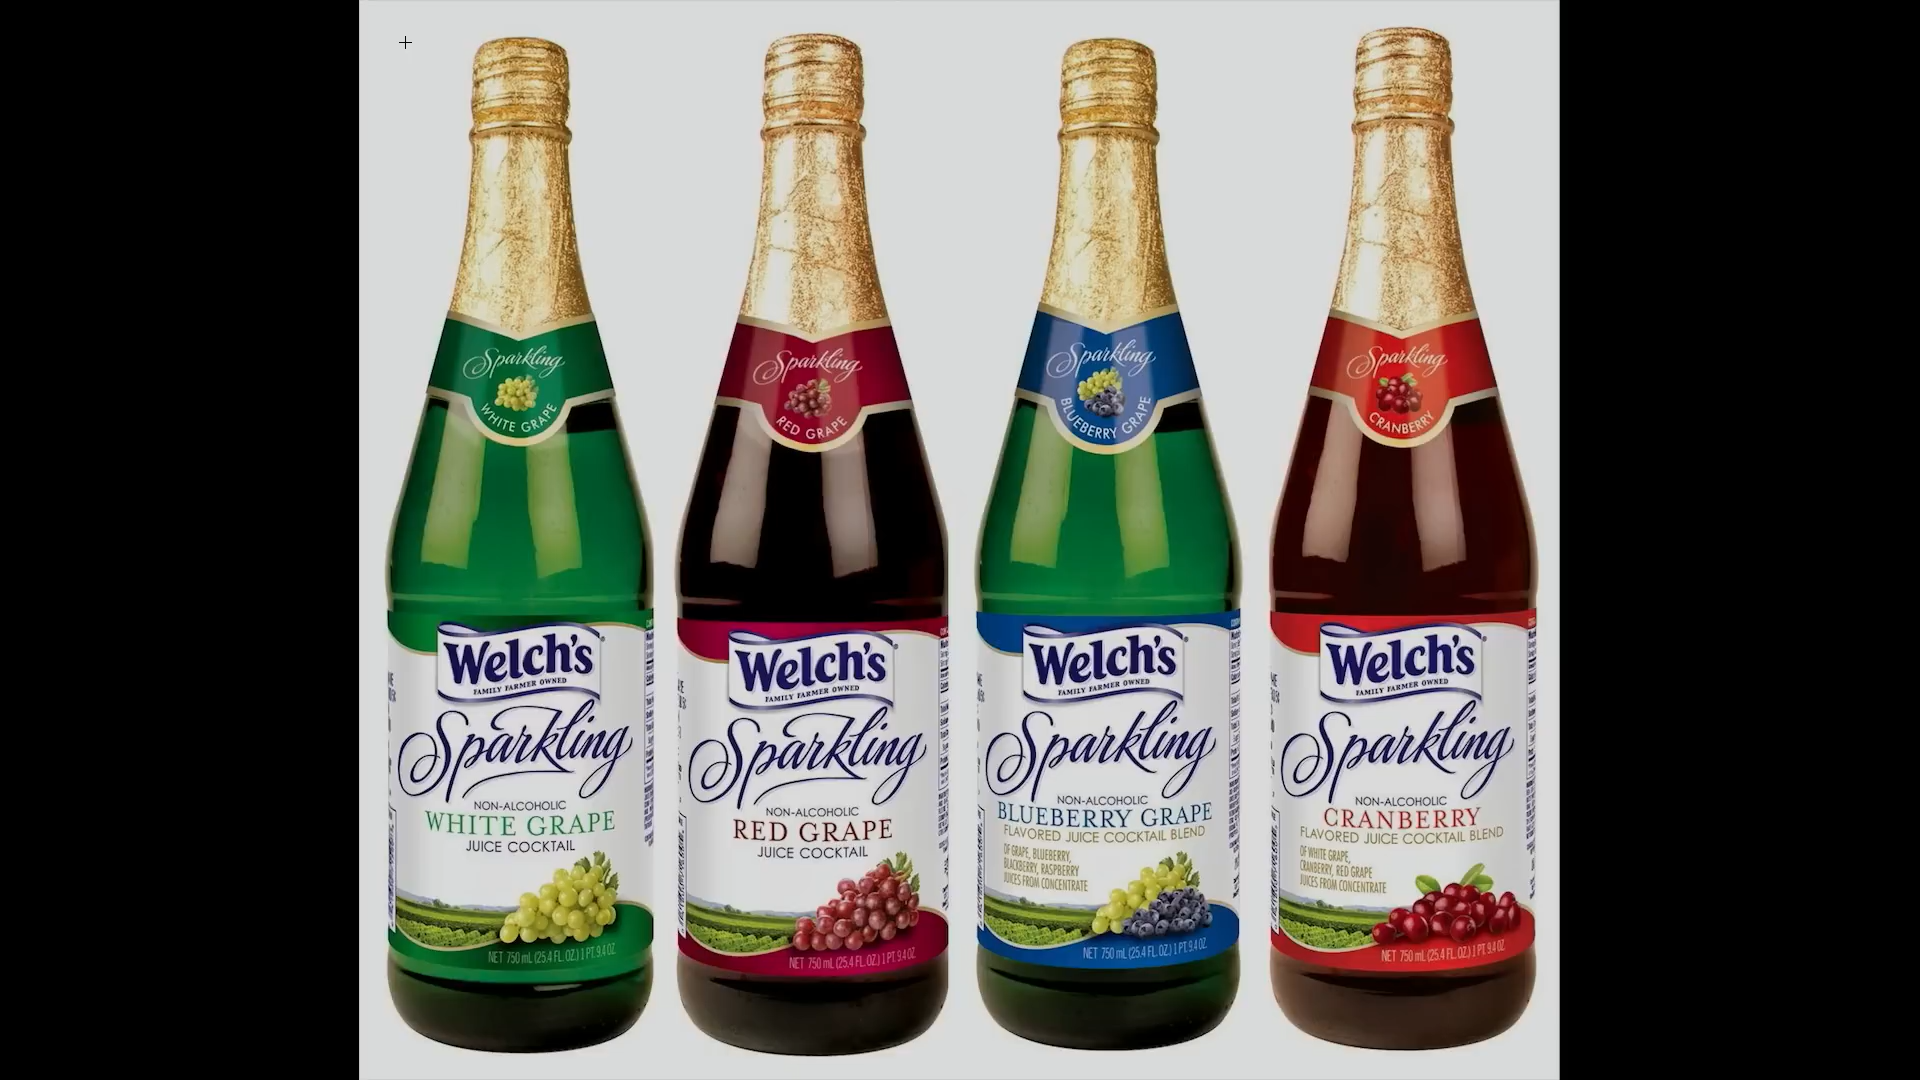 Sparkling
WHITE GRAPE
Welch's
FAMILY FARMER OWNED
Sparkling
NON-ALCOHOLIC
WHITE GRAPE
JUICE COCKTAIL
NET 750 mL (25.4 FL. OZ.) 1 PT. 9.4 OZ.
Sparkling
RED GRAPE
Welch's
FAMILY FARMER OWNED
Sparkling
NON-ALCOHOLIC
RED GRAPE
JUICE COCKTAIL
NET 750 mL (25.4 FL. OZ.) 1 PT. 9.4 OZ.
Sparkling
BLUEBERRY GRAPE
Welch's
FAMILY FARMER OWNED
Sparkling
NON-ALCOHOLIC
BLUEBERRY GRAPE
FLAVORED JUICE COCKTAIL BLEND
OF GRAPE, BLUEBERRY,
BLACKBERRY, RASPBERRY
JUICES FROM CONCENTRATE
NET 750 mL (25.4 FL. OZ.) 1 PT. 9.4 OZ.
Sparkling
CRANBERRY
Welch's
FAMILY FARMER OWNED
Sparkling
NON-ALCOHOLIC
CRANBERRY
FLAVORED JUICE COCKTAIL BLEND
OF WHITE GRAPE,
CRANBERRY, RED GRAPE
JUICES FROM CONCENTRATE
NET 750 mL (25.4 FL. OZ.) 1 PT. 9.4 OZ.